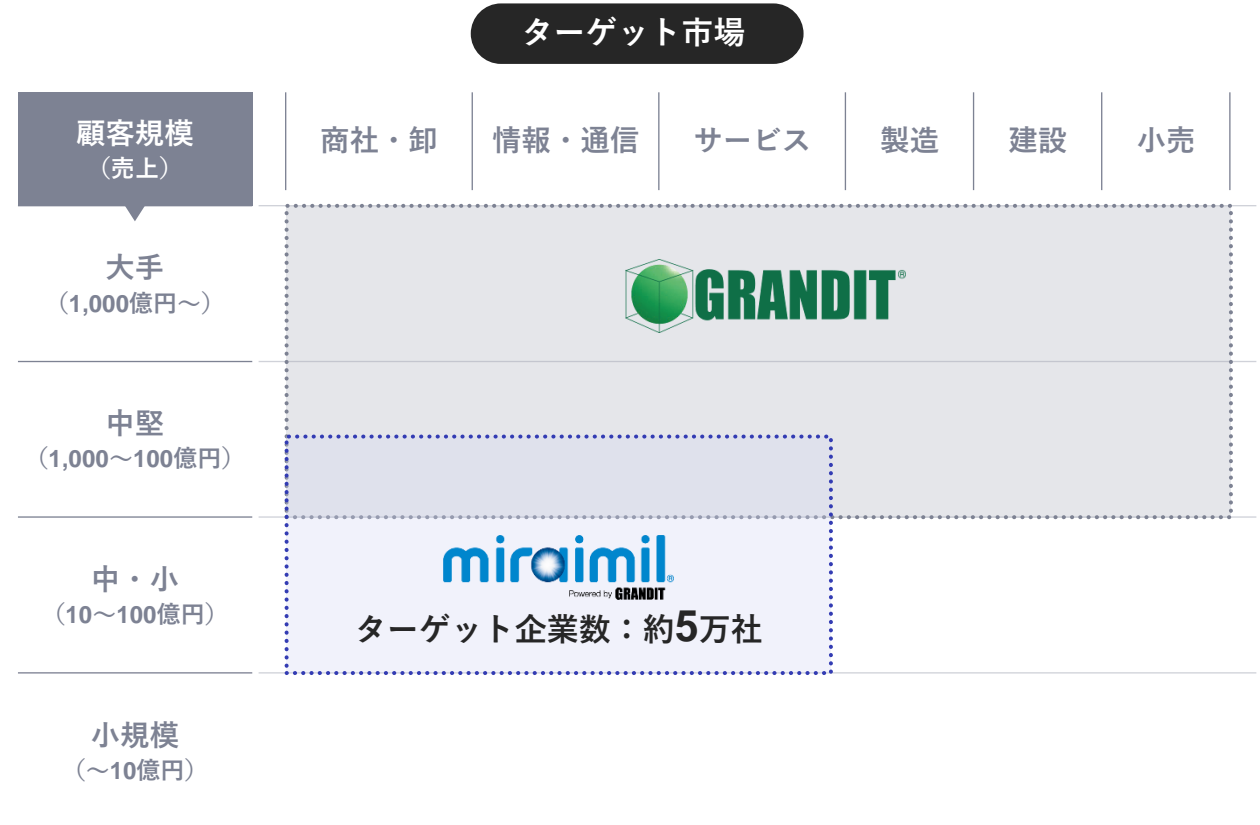 ターゲット市場
顧客規模
（売上）
商社・卸
情報・通信
サービス
製造
建設
小売
大手
（1,000億円～）
GRANDIT®
中堅
（1,000～100億円）
中・小
（10～100億円）
miraimil®
Powered by GRANDIT
ターゲット企業数：約5万社
小規模
（～10億円）